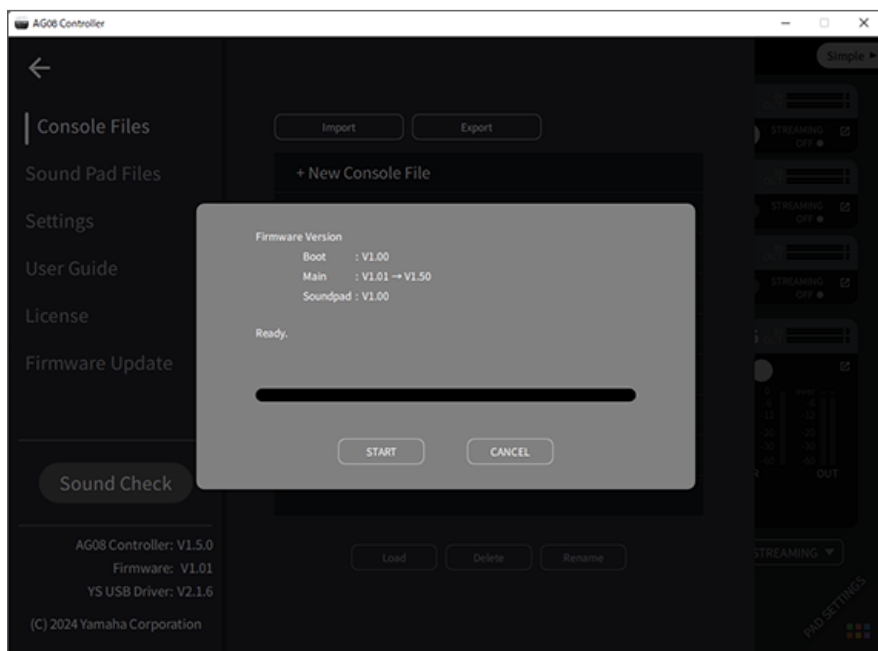 AG08 Controller
Simple
Console Files
Import
Export
STREAMING
OFF
Sound Pad Files
+ New Console File
STREAMING
OFF
Settings
Firmware Version
Boot : V1.00
Main : V1.01 → V1.50
Soundpad : V1.00
User Guide
STREAMING
OFF
License
Ready.
Firmware Update
START
CANCEL
Sound Check
OUT
AG08 Controller: V1.5.0
Firmware: V1.01
YS USB Driver: V2.1.6
(C) 2024 Yamaha Corporation
Load
Delete
Rename
STREAMING
PAD SETTINGS